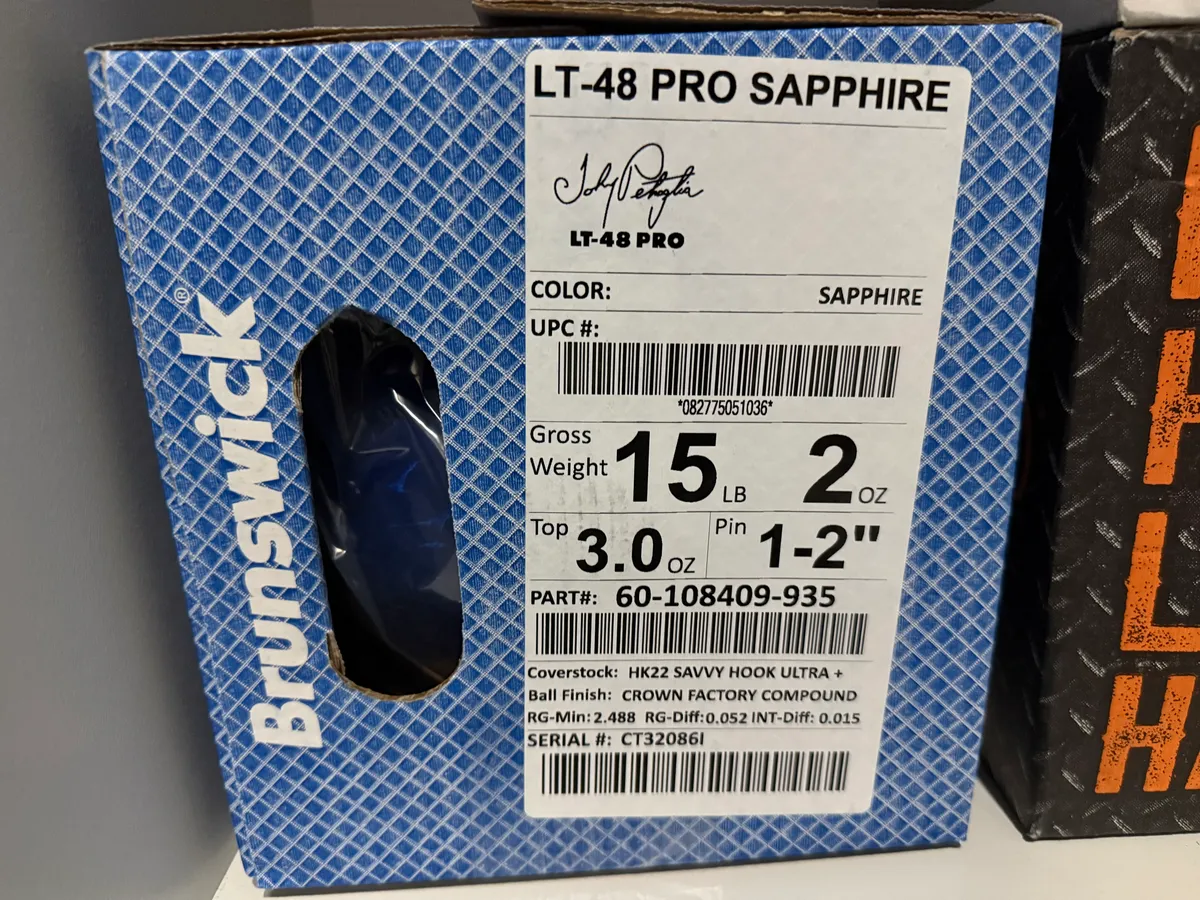 LT-48 PRO SAPPHIRE
LT-48 PRO
COLOR: SAPPHIRE
UPC #:
*082775051036*
Gross Weight 15 LB 2 OZ
Top 3.0 OZ Pin 1-2"
PART#: 60-108409-935
Coverstock: HK22 SAVVY HOOK ULTRA +
Ball Finish: CROWN FACTORY COMPOUND
RG-Min: 2.488 RG-Diff: 0.052 INT-Diff: 0.015
SERIAL #: CT32086I
Brunswick®